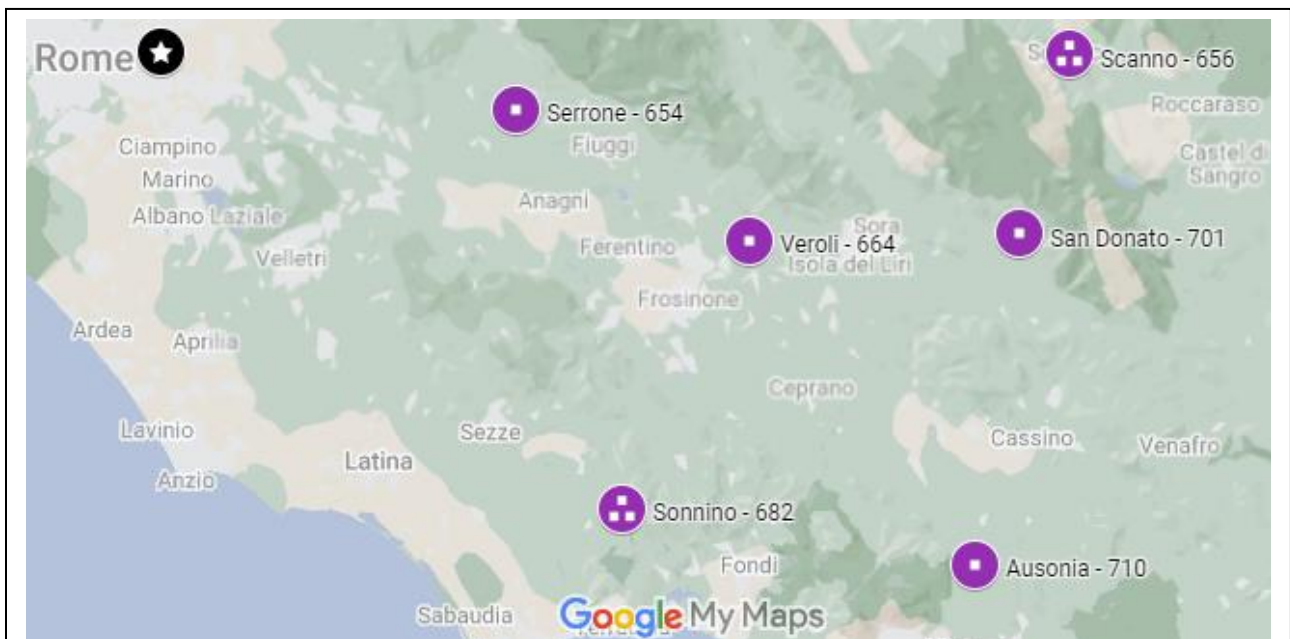 Rome
Scanno - 656
Roccaraso
Serrone - 654
Fiuggi
Ciampino
Castel di
Sangro
Marino
Anagni
Albano Laziale
Sora
Ferentino
Veroli - 664
San Donato - 701
Velletri
Isola del Liri
Frosinone
Ardea
Aprilia
Ceprano
Lavinio
Sezze
Cassino
Venafro
Latina
Anzio
Sonnino - 682
Fondi
Ausonia - 710
Sabaudia
Google My Maps